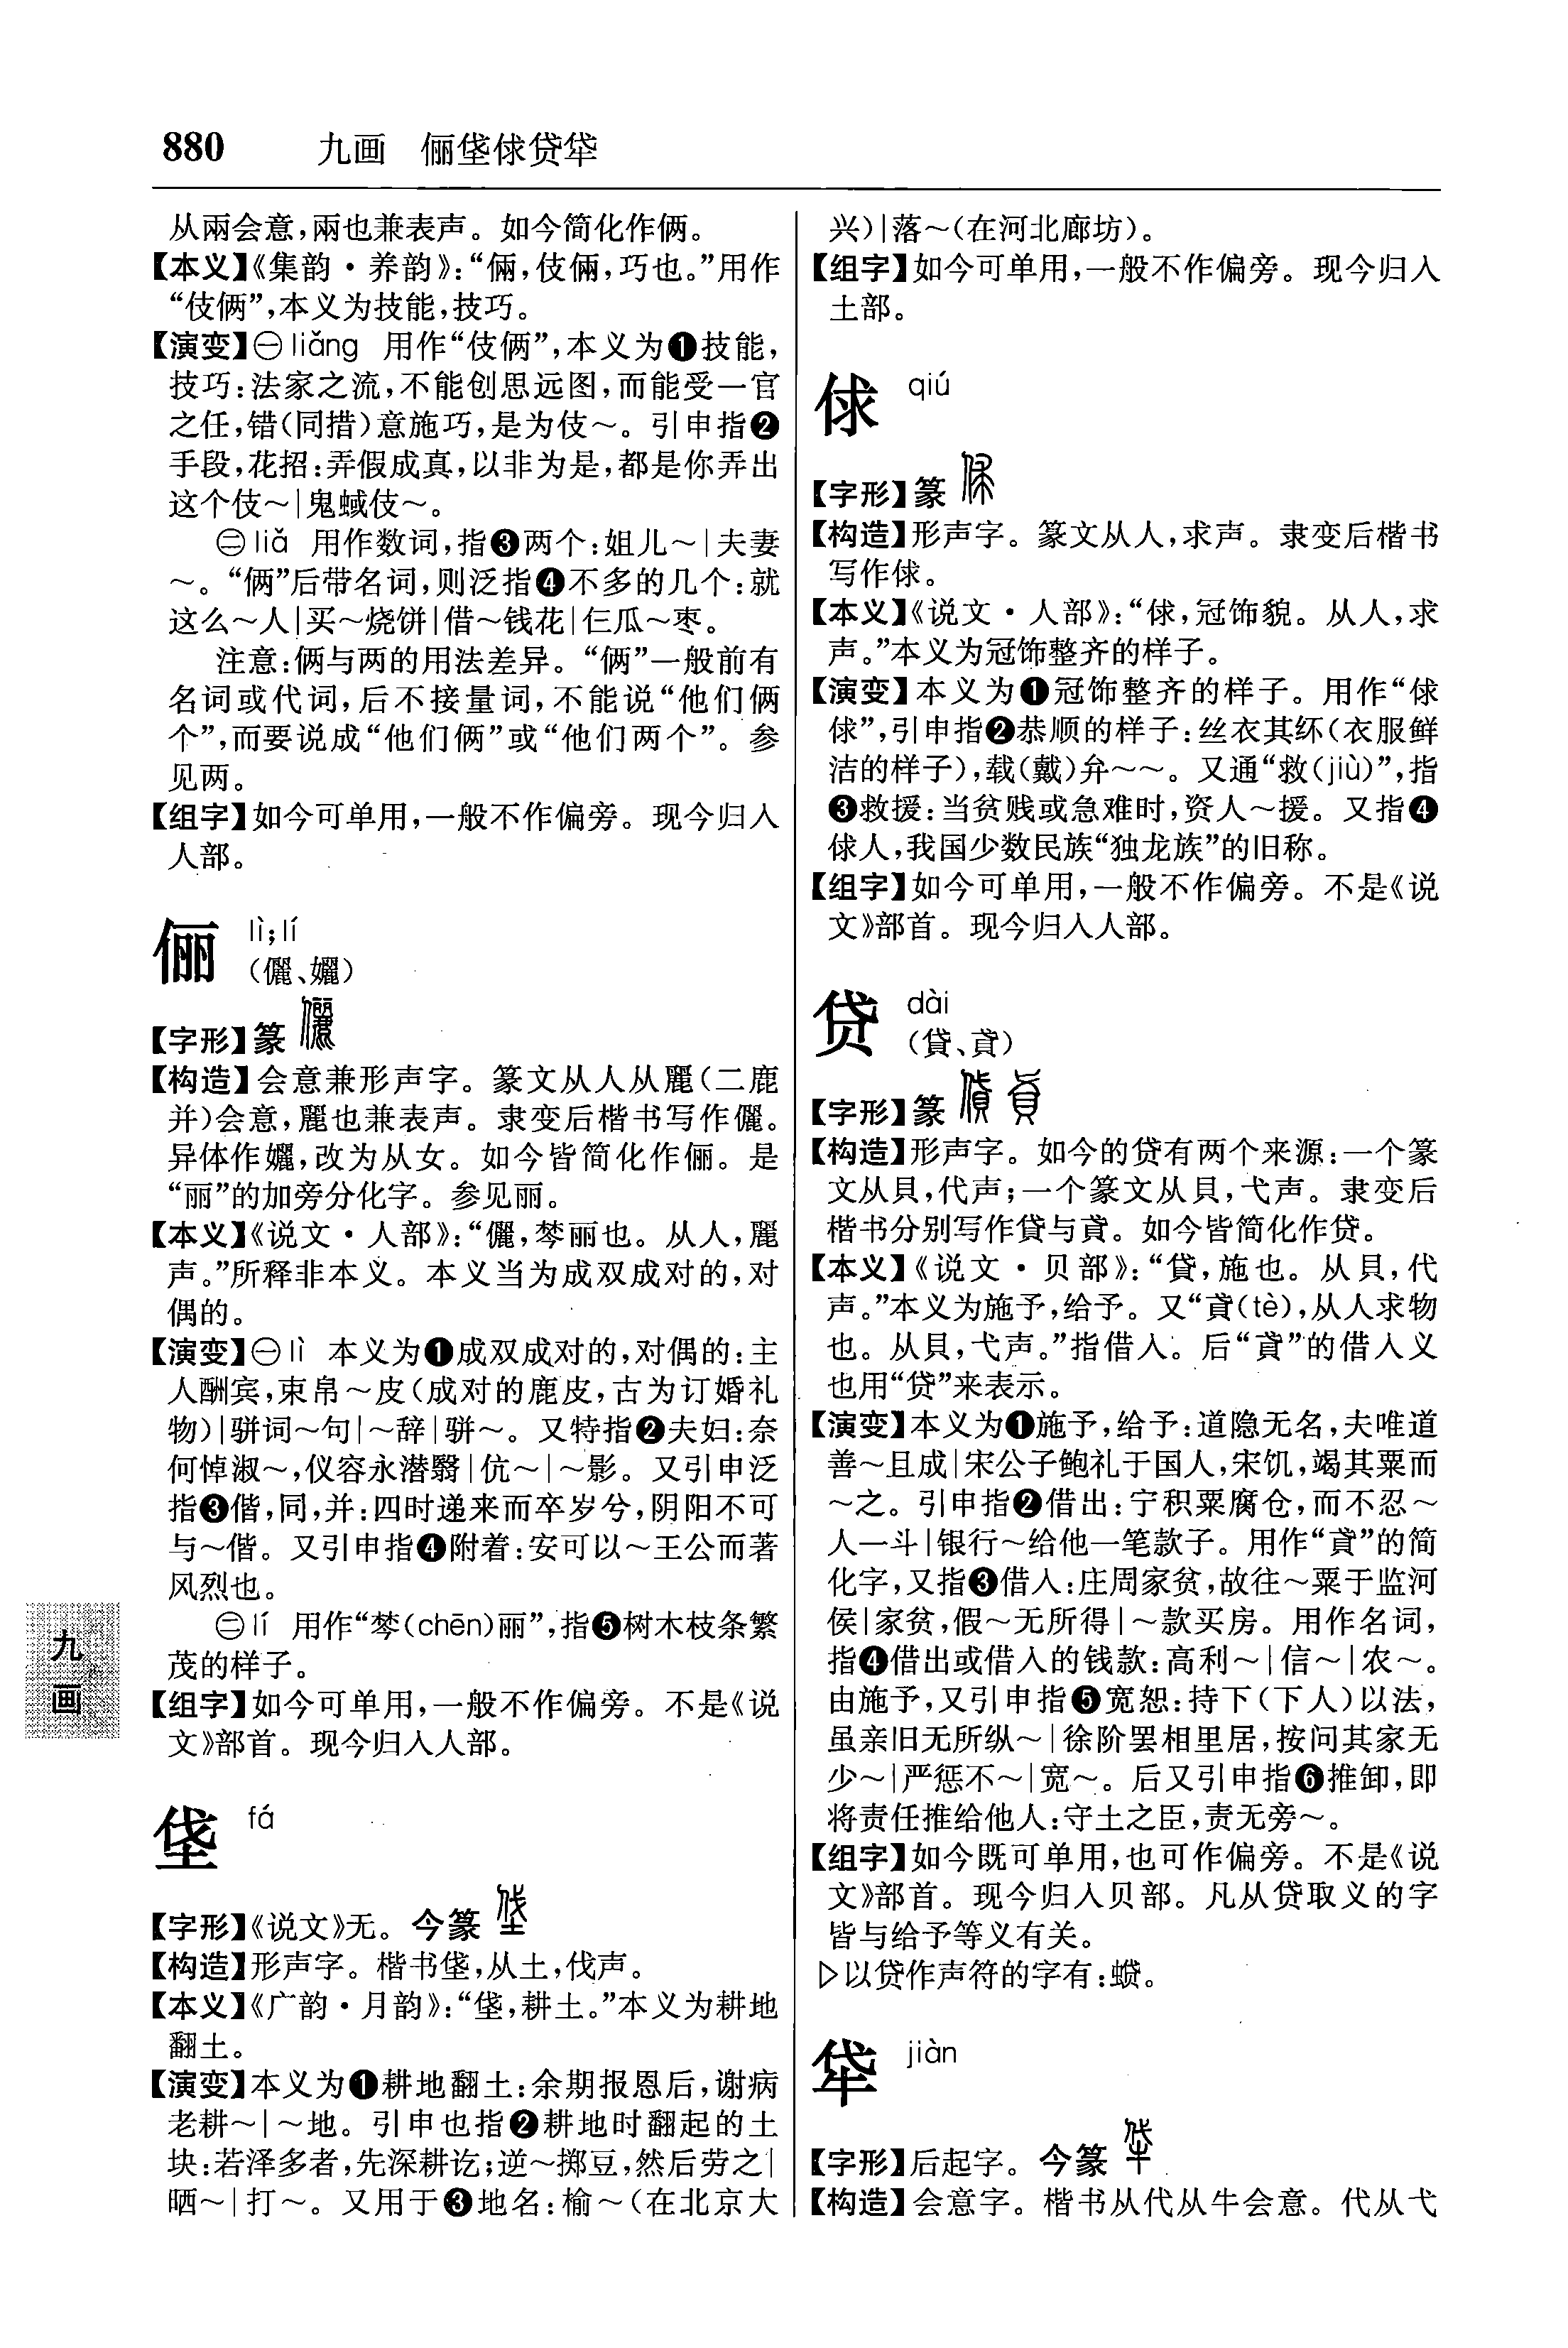 880 九画 俪垡俅贷牮
从兩会意,兩也兼表声。如今简化作俩。
【本义】《集韵·养韵》:“倆,伎倆,巧也。”用作
“伎俩”,本义为技能,技巧。
【演变】㊀liǎng 用作“伎俩”,本义为❶技能,
技巧:法家之流,不能创思远图,而能受一官
之任,错(同措)意施巧,是为伎～。引申指❷
手段,花招:弄假成真,以非为是,都是你弄出
这个伎～|鬼蜮伎～。
㊁liǎ 用作数词,指❸两个:姐儿～|夫妻
～。“俩”后带名词,则泛指❹不多的几个:就
这么～人|买～烧饼|借～钱花|仨瓜～枣。
注意:俩与两的用法差异。“俩”一般前有
名词或代词,后不接量词,不能说“他们俩
个”,而要说成“他们俩”或“他们两个”。参
见两。
【组字】如今可单用,一般不作偏旁。现今归入
人部。
俪 lì;lí
(儷、孋)
【字形】篆
【构造】会意兼形声字。篆文从人从麗(二鹿
并)会意,麗也兼表声。隶变后楷书写作儷。
异体作孋,改为从女。如今皆简化作俪。是
“丽”的加旁分化字。参见丽。
【本义】《说文·人部》:“儷,棽丽也。从人,麗
声。”所释非本义。本义当为成双成对的,对
偶的。
【演变】㊀lì 本义为❶成双成对的,对偶的:主
人酬宾,束帛～皮(成对的鹿皮,古为订婚礼
物)|骈词～句|～辞|骈～。又特指❷夫妇:奈
何悼淑～,仪容永潜翳|伉～|～影。又引申泛
指❸偕,同,并:四时递来而卒岁兮,阴阳不可
与～偕。又引申指❹附着:安可以～王公而著
风烈也。
㊁lí 用作“棽(chēn)丽”,指❺树木枝条繁
茂的样子。
【组字】如今可单用,一般不作偏旁。不是《说
文》部首。现今归入人部。
垡 fá
【字形】《说文》无。今篆
【构造】形声字。楷书垡,从土,伐声。
【本义】《广韵·月韵》:“垡,耕土。”本义为耕地
翻土。
【演变】本义为❶耕地翻土:余期报恩后,谢病
老耕～|～地。引申也指❷耕地时翻起的土
块:若泽多者,先深耕讫;逆～掷豆,然后劳之|
晒～|打～。又用于❸地名:榆～(在北京大
兴)|落～(在河北廊坊)。
【组字】如今可单用,一般不作偏旁。现今归入
土部。
俅 qiú
【字形】篆
【构造】形声字。篆文从人,求声。隶变后楷书
写作俅。
【本义】《说文·人部》:“俅,冠饰貌。从人,求
声。”本义为冠饰整齐的样子。
【演变】本义为❶冠饰整齐的样子。用作“俅
俅”,引申指❷恭顺的样子:丝衣其紑(衣服鲜
洁的样子),载(戴)弁～～。又通“救(jiù)”,指
❸救援:当贫贱或急难时,资人～援。又指❹
俅人,我国少数民族“独龙族”的旧称。
【组字】如今可单用,一般不作偏旁。不是《说
文》部首。现今归入人部。
贷 dài
(貸、貣)
【字形】篆
【构造】形声字。如今的贷有两个来源:一个篆
文从貝,代声;一个篆文从貝,弋声。隶变后
楷书分别写作貸与貣。如今皆简化作贷。
【本义】《说文·贝部》:“貸,施也。从貝,代
声。”本义为施予,给予。又“貣(tè),从人求物
也。从貝,弋声。”指借入。后“貣”的借入义
也用“贷”来表示。
【演变】本义为❶施予,给予:道隐无名,夫唯道
善～且成|宋公子鲍礼于国人,宋饥,竭其粟而
～之。引申指❷借出:宁积粟腐仓,而不忍～
人一斗|银行～给他一笔款子。用作“貣”的简
化字,又指❸借入:庄周家贫,故往～粟于监河
侯|家贫,假～无所得|～款买房。用作名词,
指❹借出或借入的钱款:高利～|信～|农～。
由施予,又引申指❺宽恕:持下(下人)以法,
虽亲旧无所纵～|徐阶罢相里居,按问其家无
少～|严惩不～|宽～。后又引申指❻推卸,即
将责任推给他人:守土之臣,责无旁～。
【组字】如今既可单用,也可作偏旁。不是《说
文》部首。现今归入贝部。凡从贷取义的字
皆与给予等义有关。
▷以贷作声符的字有:蟘。
牮 jiàn
【字形】后起字。今篆
【构造】会意字。楷书从代从牛会意。代从弋
九
画